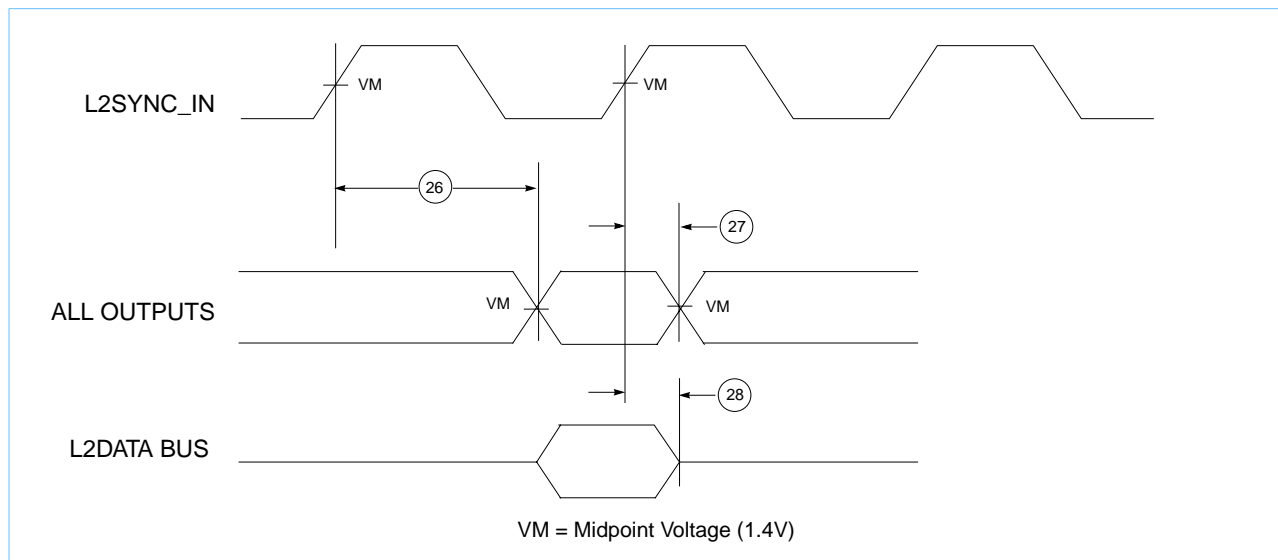 L2SYNC_IN
VM
VM
26
27
ALL OUTPUTS
VM
VM
28
L2DATA BUS
VM = Midpoint Voltage (1.4V)